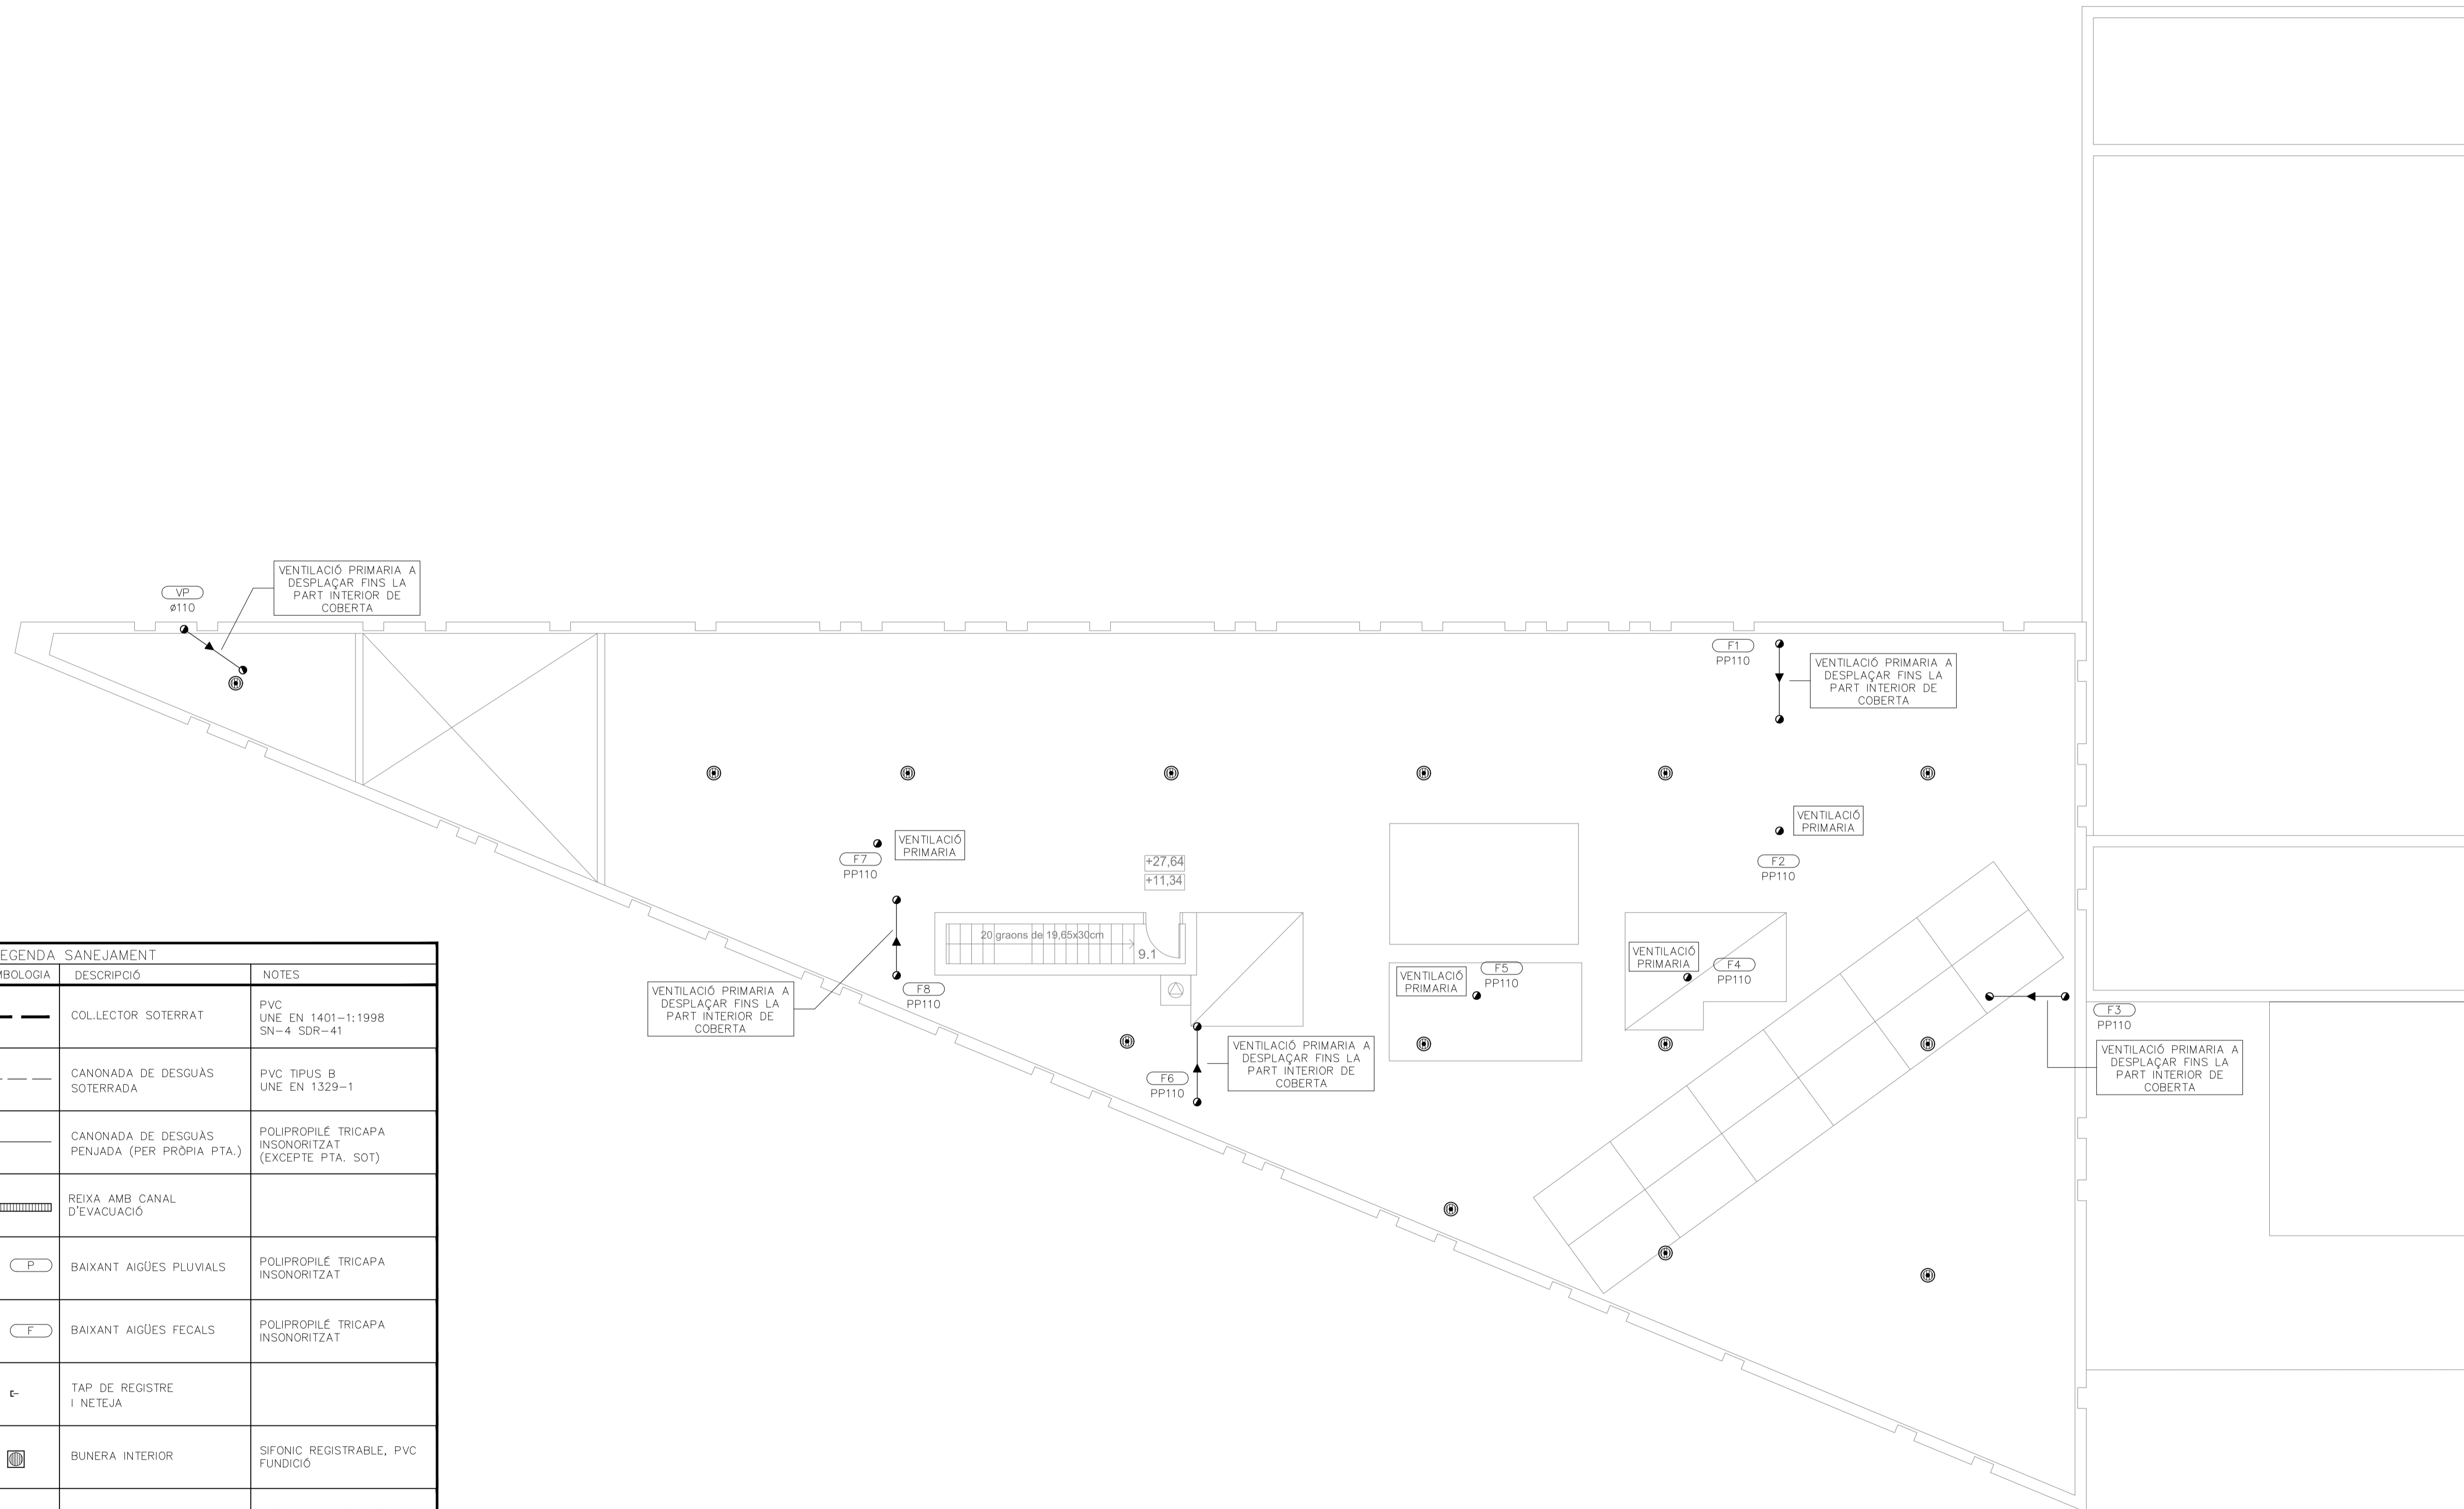 VENTILACIÓ PRIMARIA A
DESPLAÇAR FINS LA
PART INTERIOR DE
COBERTA
VP
ø110
F1
PP110
VENTILACIÓ PRIMARIA A
DESPLAÇAR FINS LA
PART INTERIOR DE
COBERTA
VENTILACIÓ
PRIMARIA
F2
PP110
VENTILACIÓ
PRIMARIA
F7
PP110
+27,64
+11,34
20 graons de 19,65x30cm
9.1
VENTILACIÓ
PRIMARIA
F4
PP110
VENTILACIÓ
PRIMARIA
F5
PP110
VENTILACIÓ PRIMARIA A
DESPLAÇAR FINS LA
PART INTERIOR DE
COBERTA
F8
PP110
F3
PP110
VENTILACIÓ PRIMARIA A
DESPLAÇAR FINS LA
PART INTERIOR DE
COBERTA
VENTILACIÓ PRIMARIA A
DESPLAÇAR FINS LA
PART INTERIOR DE
COBERTA
F6
PP110
EGENDA SANEJAMENT
MBOLOGIA DESCRIPCIÓ NOTES
COL.LECTOR SOTERRAT
PVC
UNE EN 1401-1:1998
SN-4 SDR-41
CANONADA DE DESGUÀS
SOTERRADA
PVC TIPUS B
UNE EN 1329-1
CANONADA DE DESGUÀS
PENJADA (PER PRÒPIA PTA.)
POLIPROPILÉ TRICAPA
INSONORITZAT
(EXCEPTE PTA. SOT)
REIXA AMB CANAL
D'EVACUACIÓ
P
BAIXANT AIGÜES PLUVIALS
POLIPROPILÉ TRICAPA
INSONORITZAT
F
BAIXANT AIGÜES FECALS
POLIPROPILÉ TRICAPA
INSONORITZAT
TAP DE REGISTRE
I NETEJA
BUNERA INTERIOR
SIFONIC REGISTRABLE, PVC
FUNDICIÓ